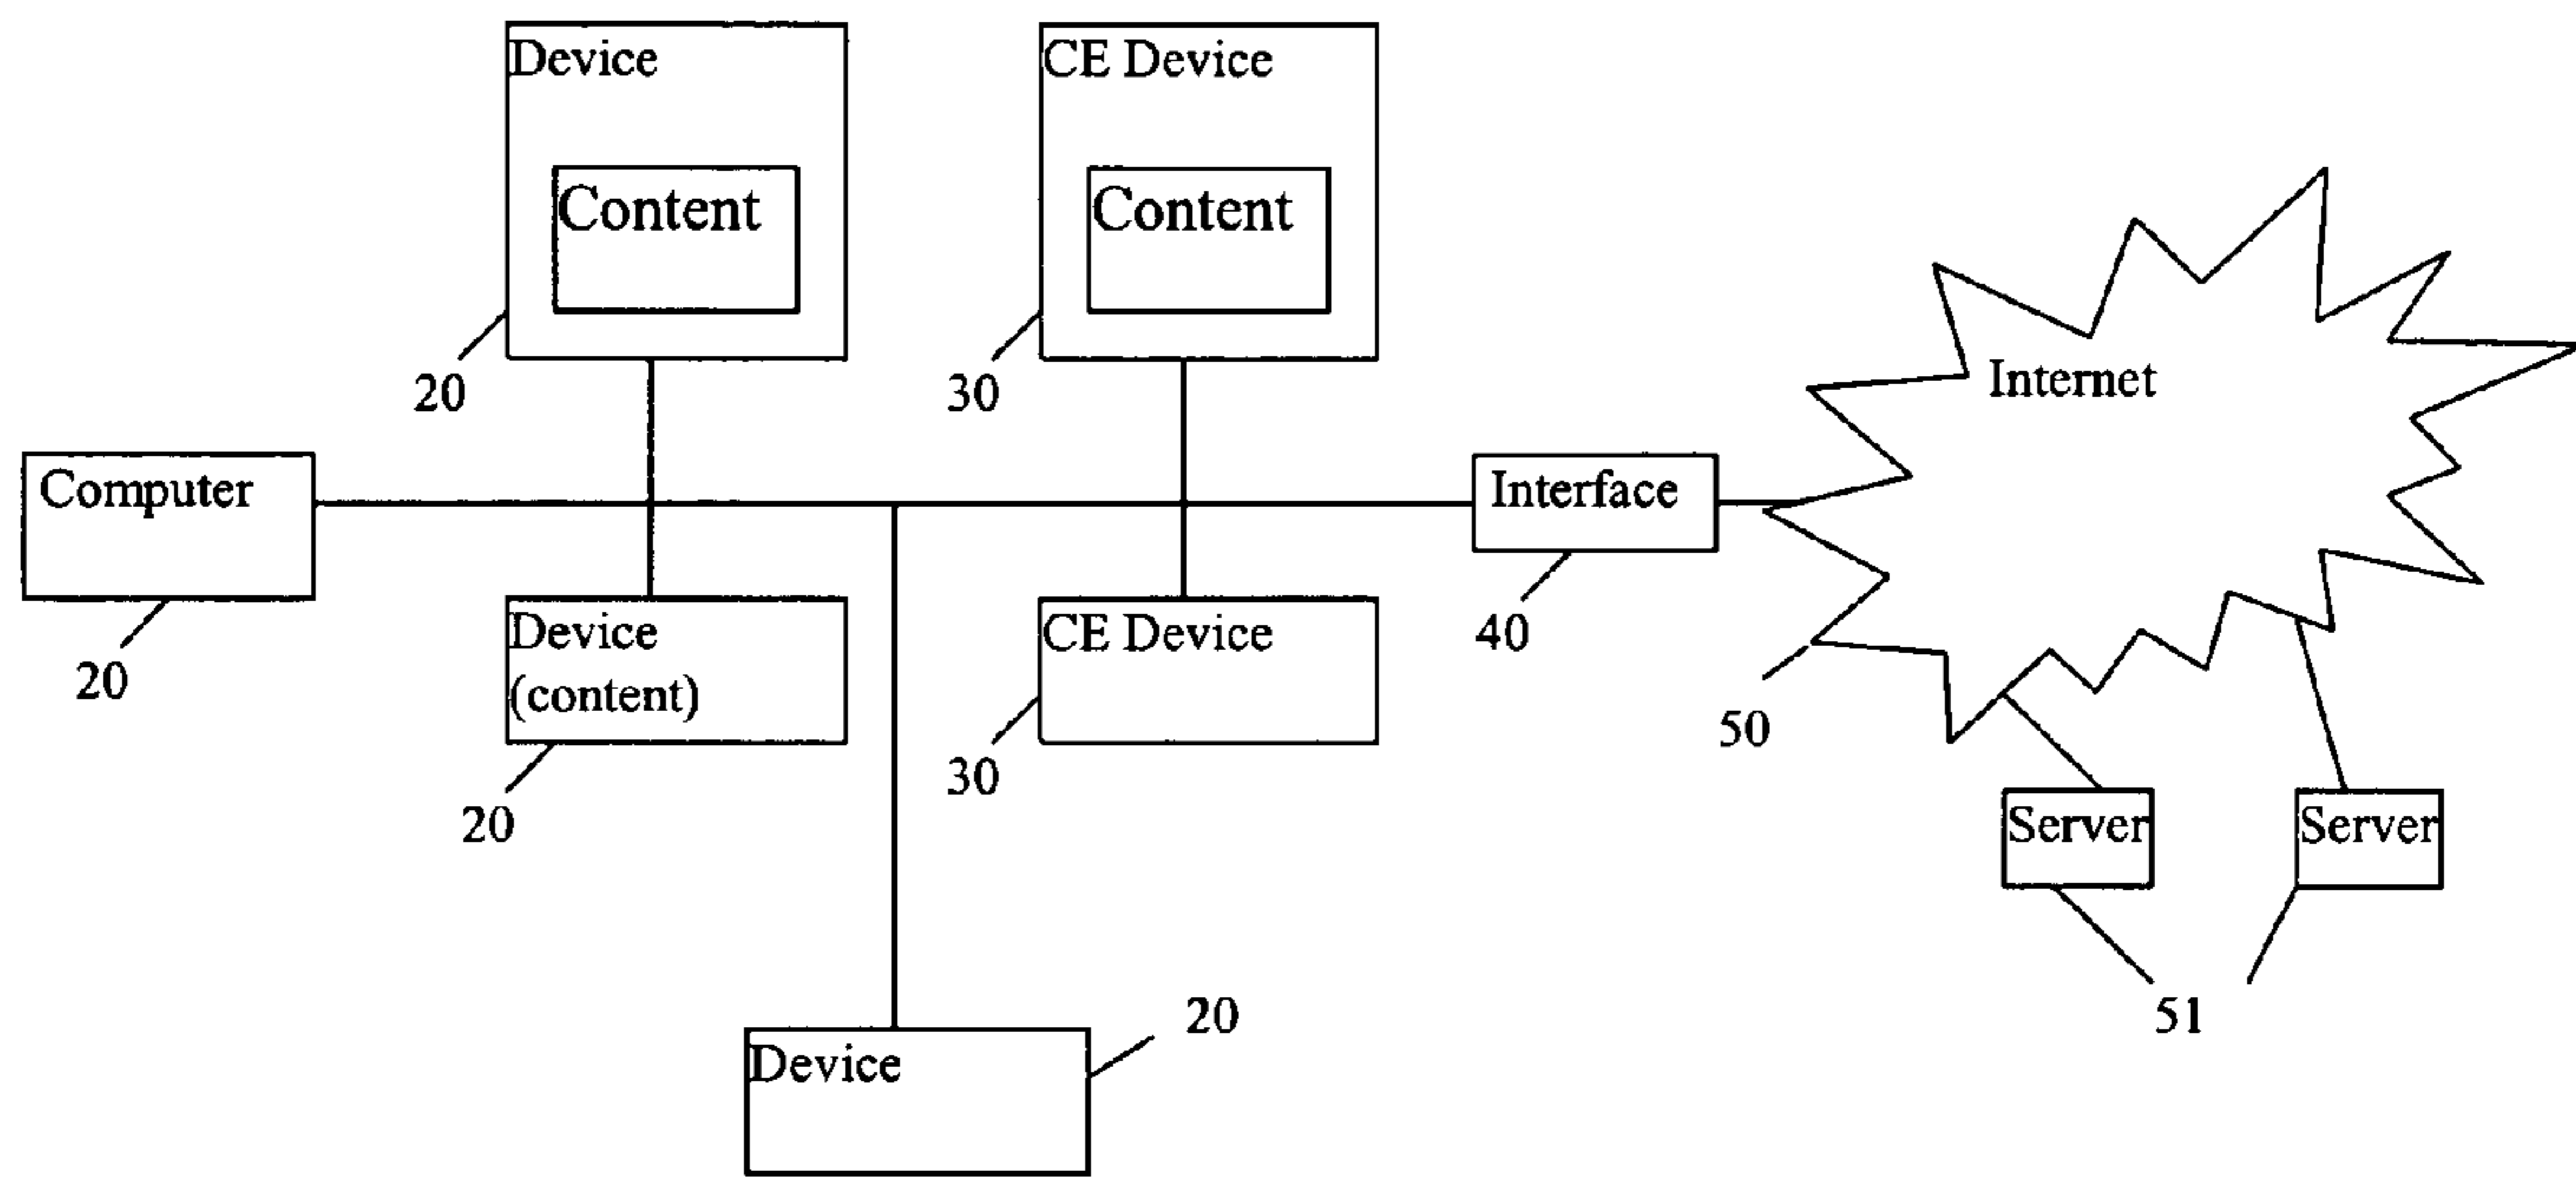 Device
CE Device
Content
Content
20
30
Internet
Computer
Interface
20
Device
(content)
CE Device
40
50
20
30
Server
Server
51
Device
20